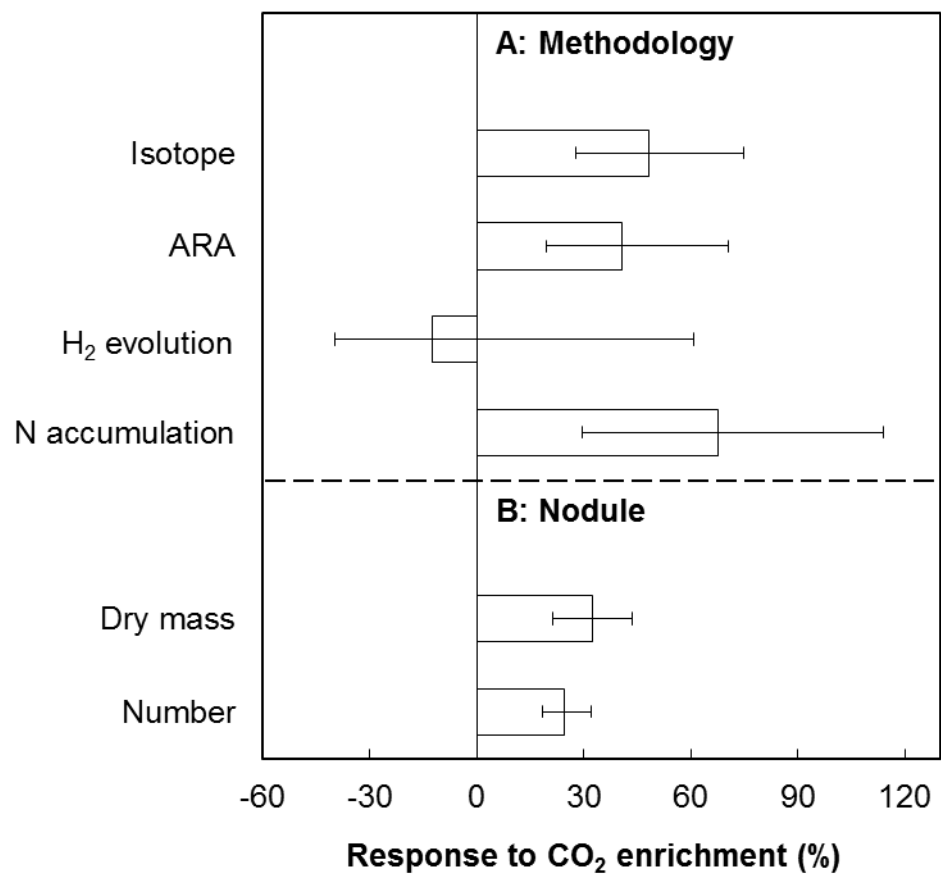 A: Methodology
Isotope
ARA
H₂ evolution
N accumulation
B: Nodule
Dry mass
Number
-60 -30 0 30 60 90 120
Response to CO₂ enrichment (%)